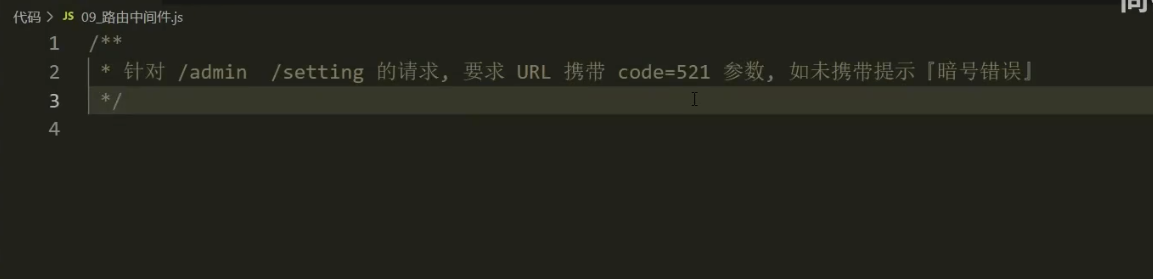 代码 > JS 09_路由中间件.js
1 /**
2 * 针对 /admin  /setting 的请求, 要求 URL 携带 code=521 参数, 如未携带提示『暗号错误』
3 */
4